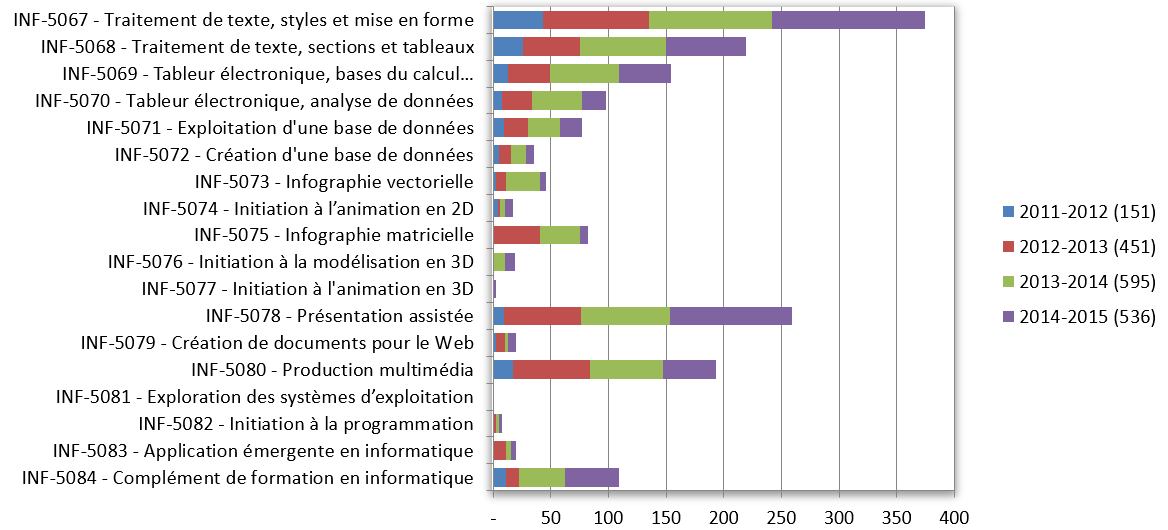 INF-5067 - Traitement de texte, styles et mise en forme
INF-5068 - Traitement de texte, sections et tableaux
INF-5069 - Tableur électronique, bases du calcul...
INF-5070 - Tableur électronique, analyse de données
INF-5071 - Exploitation d'une base de données
INF-5072 - Création d'une base de données
INF-5073 - Infographie vectorielle
INF-5074 - Initiation à l’animation en 2D
INF-5075 - Infographie matricielle
INF-5076 - Initiation à la modélisation en 3D
INF-5077 - Initiation à l'animation en 3D
INF-5078 - Présentation assistée
INF-5079 - Création de documents pour le Web
INF-5080 - Production multimédia
INF-5081 - Exploration des systèmes d’exploitation
INF-5082 - Initiation à la programmation
INF-5083 - Application émergente en informatique
INF-5084 - Complément de formation en informatique
- 50 100 150 200 250 300 350 400
2011-2012 (151)
2012-2013 (451)
2013-2014 (595)
2014-2015 (536)